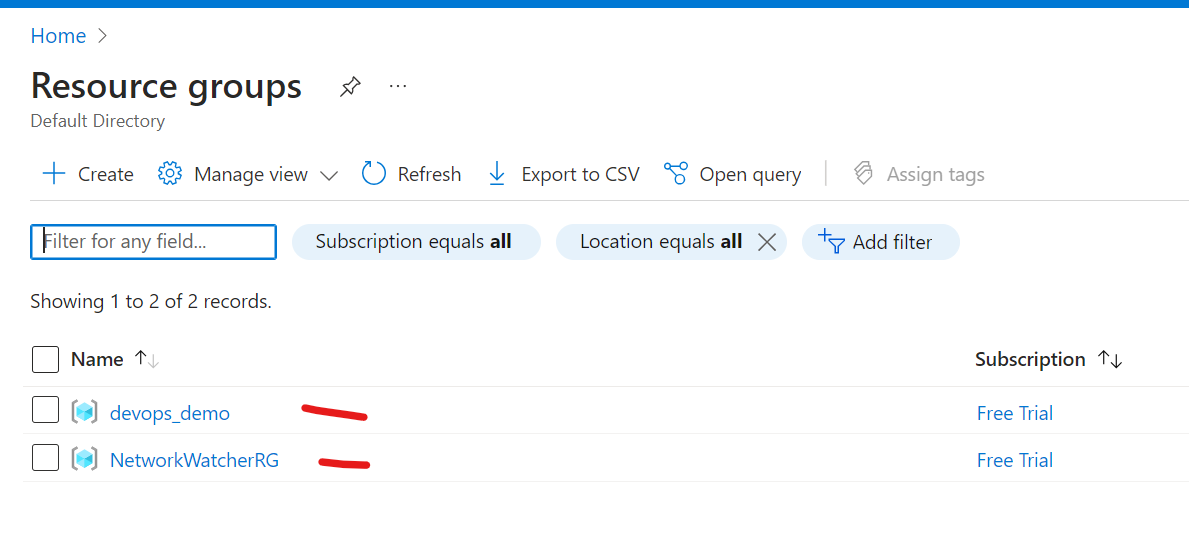 Home
Resource groups
Default Directory
Create Manage view Refresh Export to CSV Open query Assign tags
Filter for any field... Subscription equals all Location equals all Add filter
Showing 1 to 2 of 2 records.
Name Subscription
devops_demo Free Trial
NetworkWatcherRG Free Trial